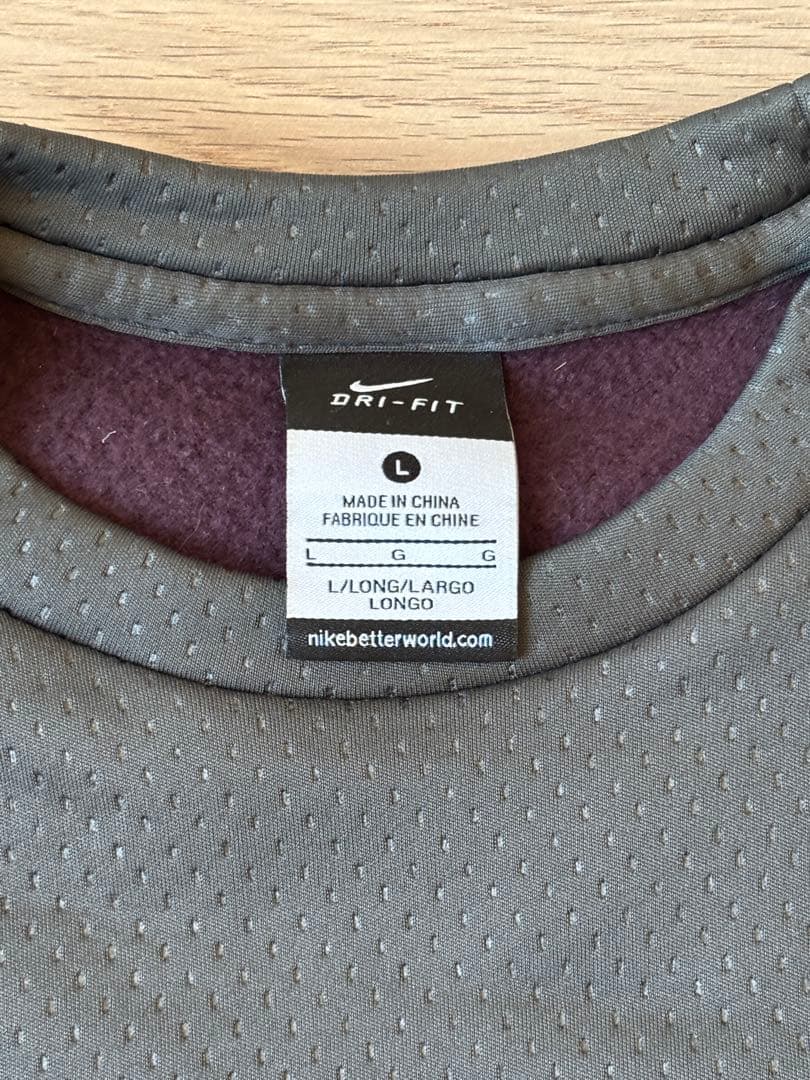 DRI-FIT
L
MADE IN CHINA
FABRIQUE EN CHINE
L G G
L/LONG/LARGO
LONGO
nikebetterworld.com